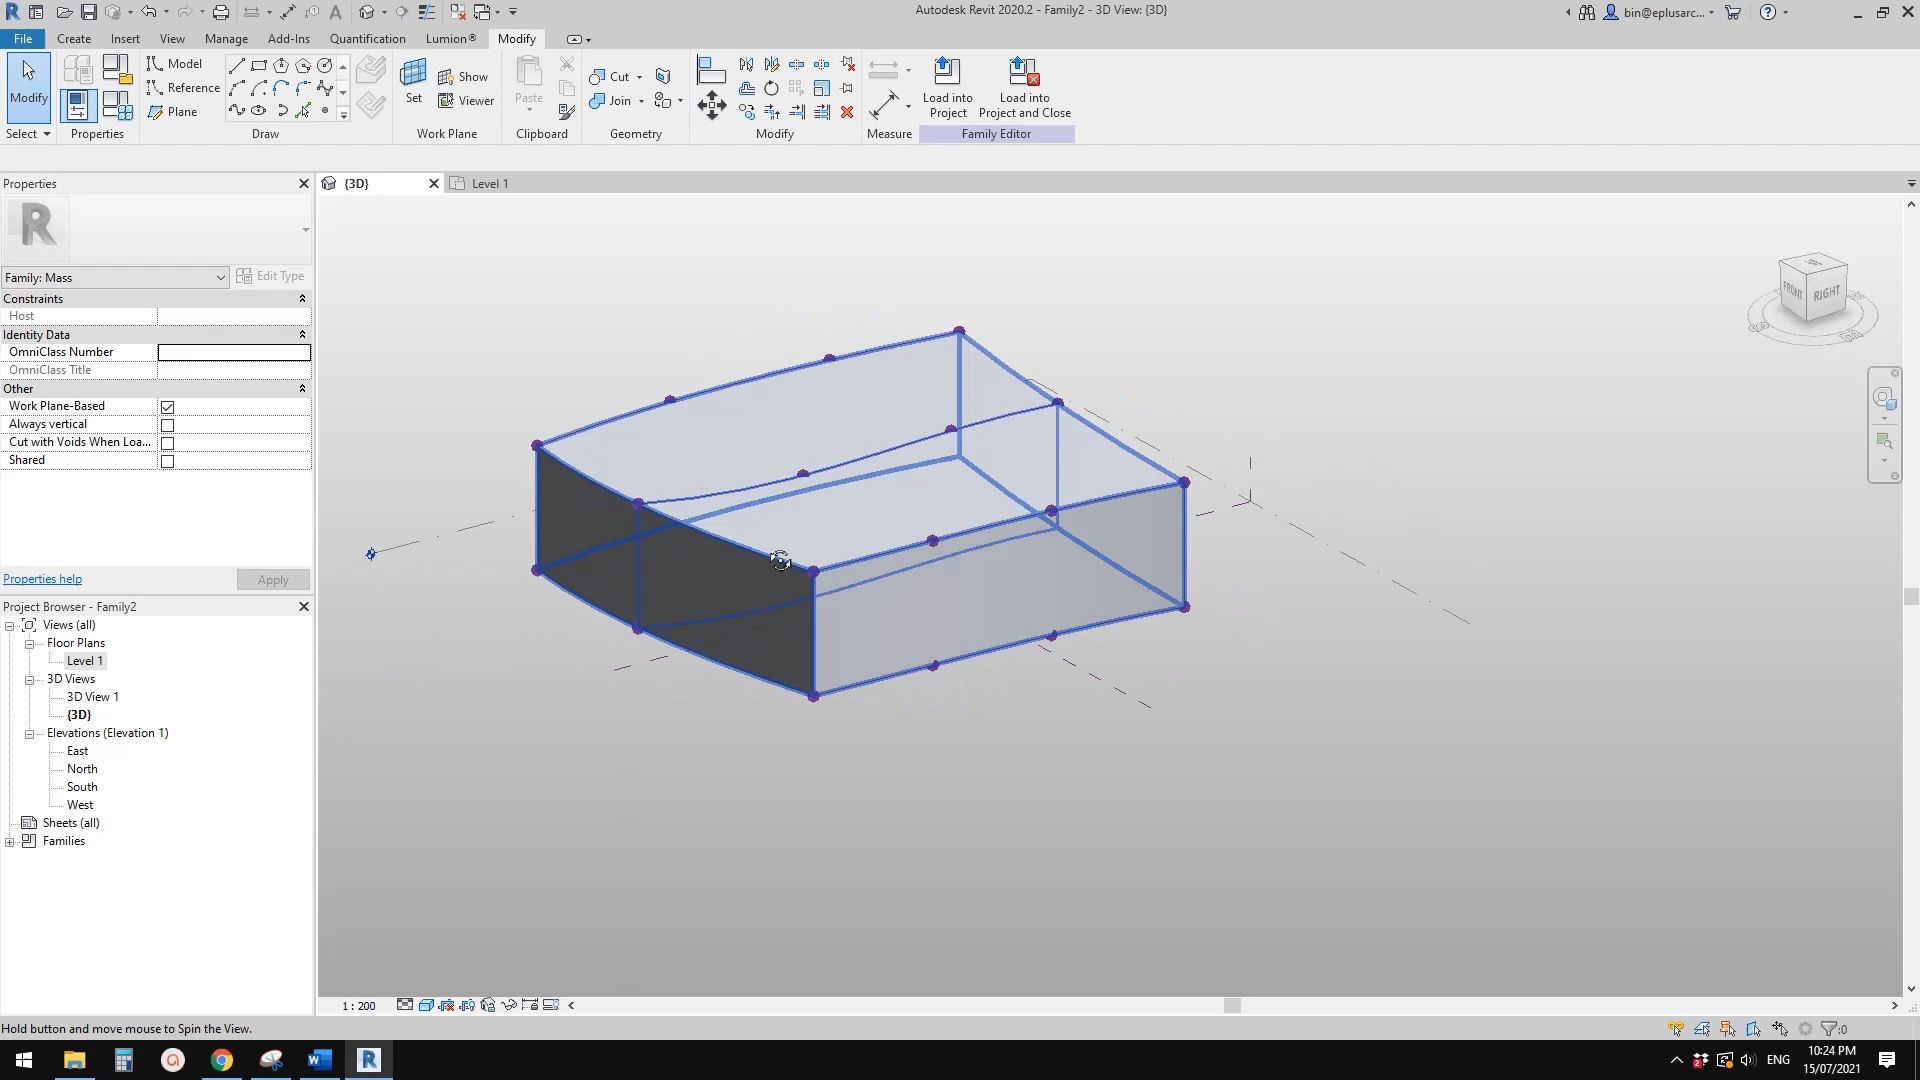 Autodesk Revit 2020.2 - Family2 - 3D View: {3D}
bin@eplusarc...
File Create Insert View Manage Add-Ins Quantification Lumion® Modify
Modify
Select
Properties
Model
Reference
Plane
Draw
Set
Show
Viewer
Work Plane
Paste
Clipboard
Cut
Join
Geometry
Modify
Measure
Load into
Project
Load into
Project and Close
Family Editor
Properties
{3D}
Level 1
R
Family: Mass
Edit Type
Constraints
Host
Identity Data
OmniClass Number
OmniClass Title
Other
Work Plane-Based
Always vertical
Cut with Voids When Loa...
Shared
Properties help
Apply
FRONT
RIGHT
Project Browser - Family2
Views (all)
Floor Plans
Level 1
3D Views
3D View 1
{3D}
Elevations (Elevation 1)
East
North
South
West
Sheets (all)
Families
1 : 200
Hold button and move mouse to Spin the View.
:0
ENG
10:24 PM
15/07/2021